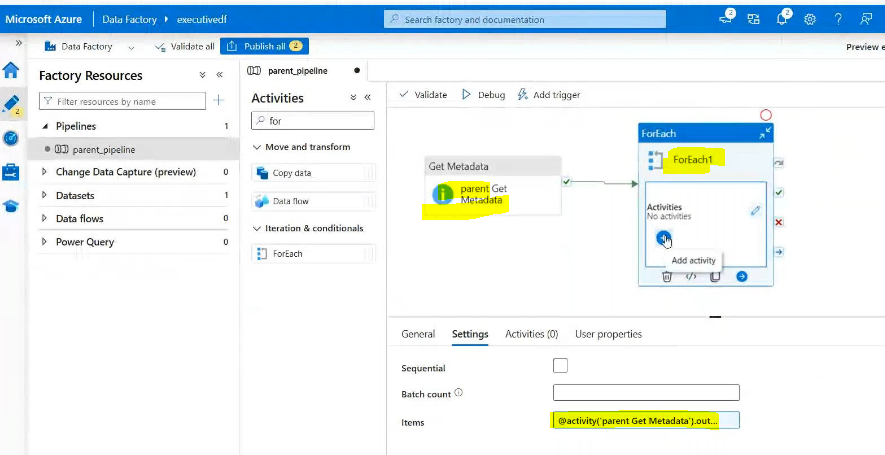 Microsoft Azure | Data Factory > executivedf
Search factory and documentation
2
2
Data Factory
Validate all
Publish all 2
Preview e
Factory Resources
Filter resources by name
Pipelines 1
parent_pipeline
Change Data Capture (preview) 0
Datasets 1
Data flows 0
Power Query 0
2
parent_pipeline
Activities
for
Move and transform
Copy data
Data flow
Iteration & conditionals
ForEach
Validate
Debug
Add trigger
Get Metadata
parent Get
Metadata
ForEach
ForEach1
Activities
No activities
Add activity
General
Settings
Activities (0)
User properties
Sequential
Batch count
Items
@activity('parent Get Metadata').out...